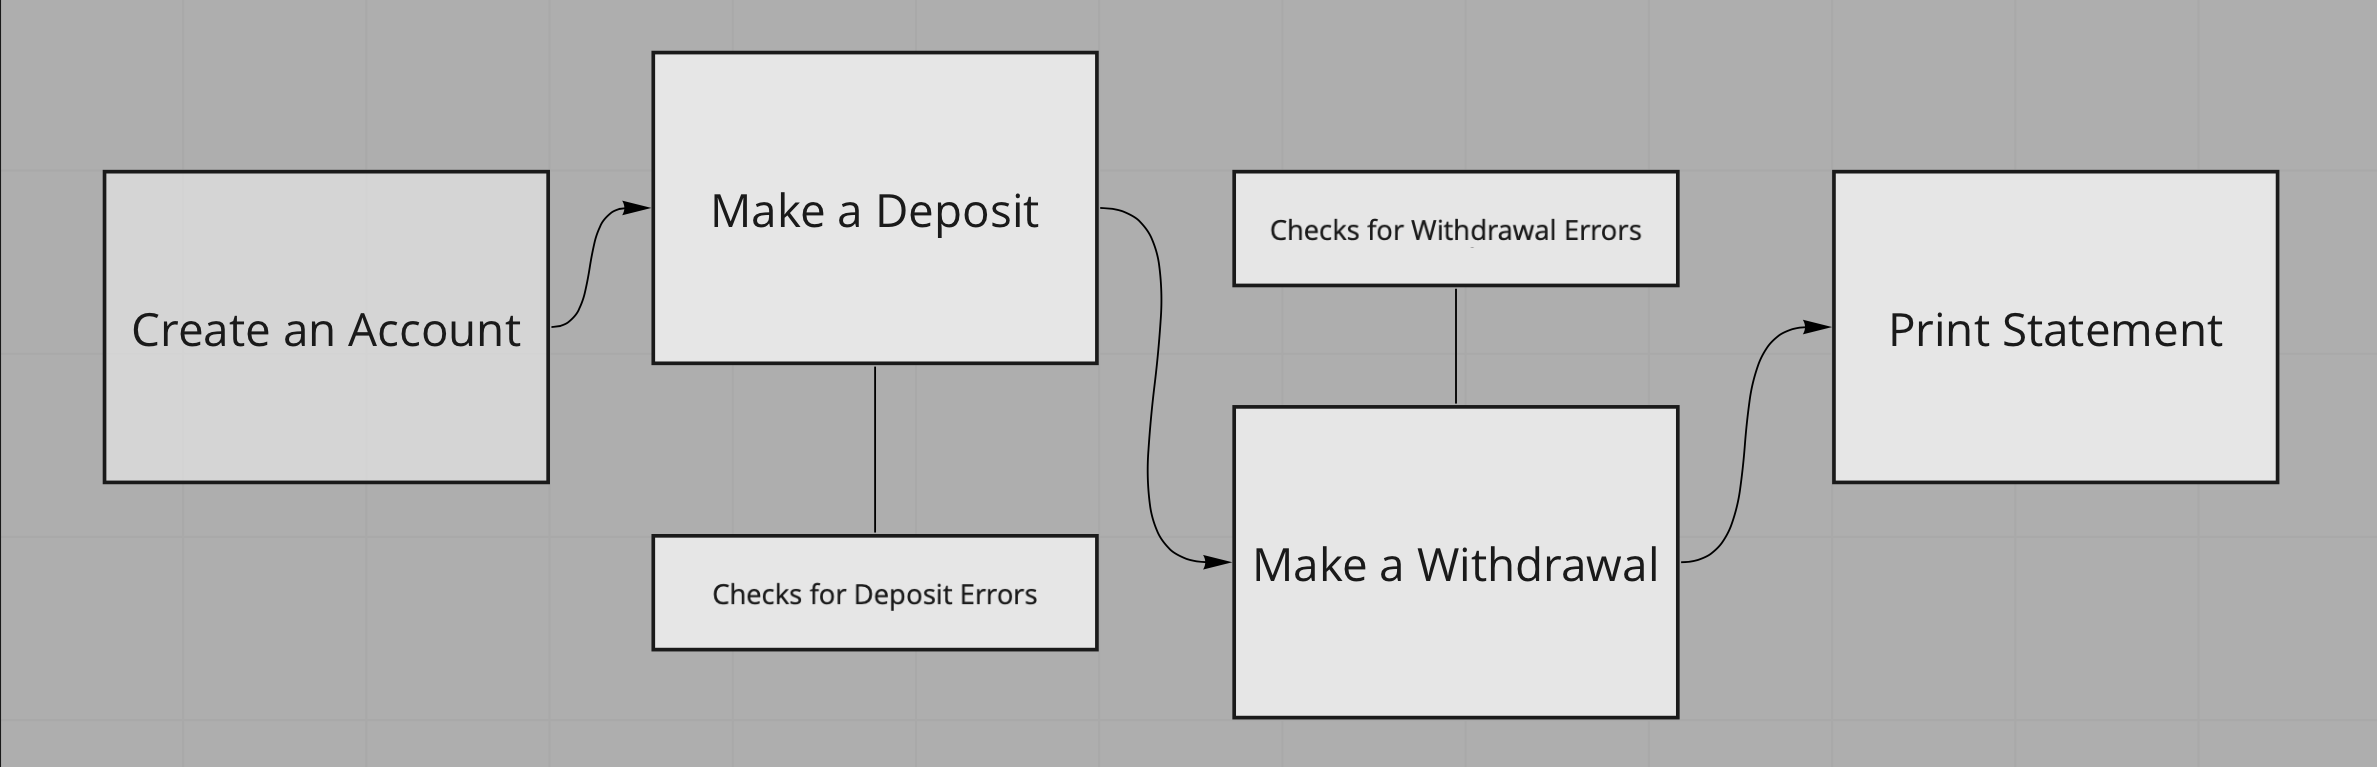 Create an Account
Make a Deposit
Checks for Deposit Errors
Checks for Withdrawal Errors
Make a Withdrawal
Print Statement